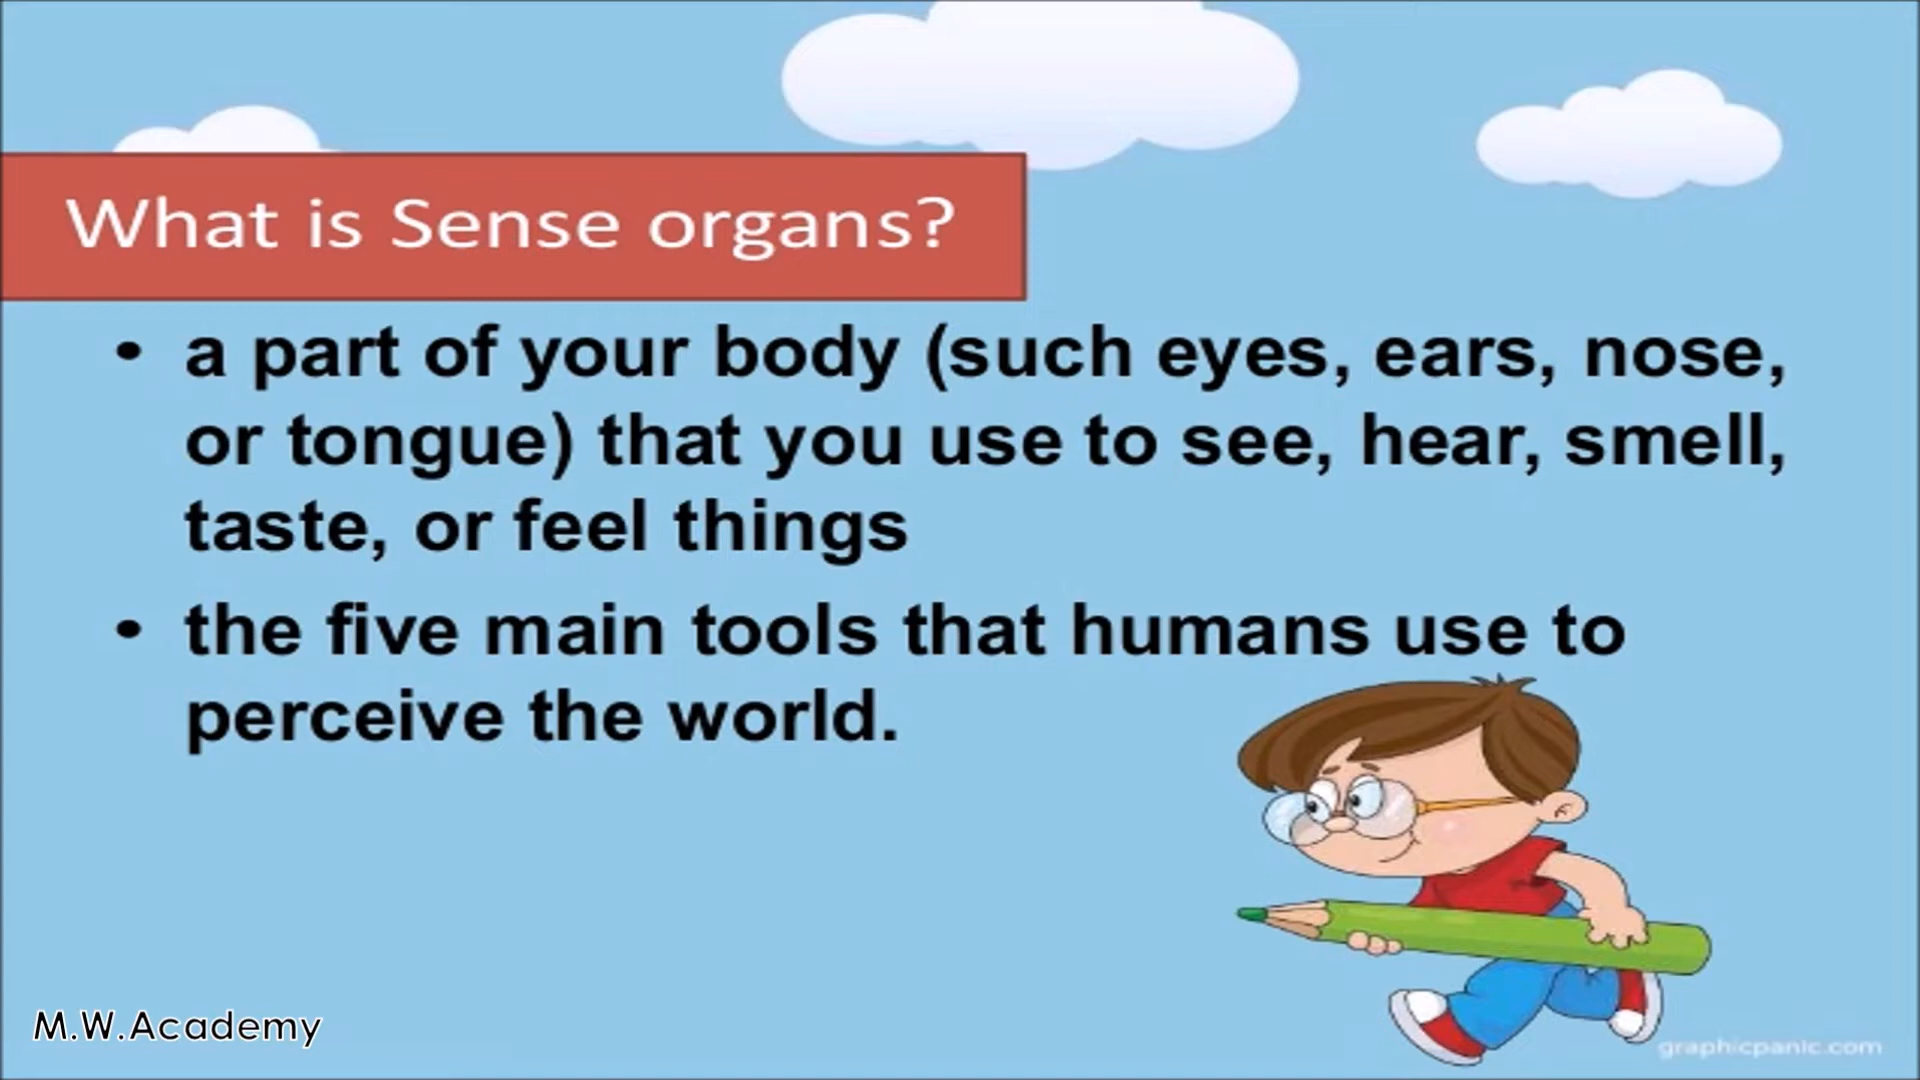 What is Sense organs?
• a part of your body (such eyes, ears, nose,
or tongue) that you use to see, hear, smell,
taste, or feel things
• the five main tools that humans use to
perceive the world.
M.W.Academy
graphicpanic.com